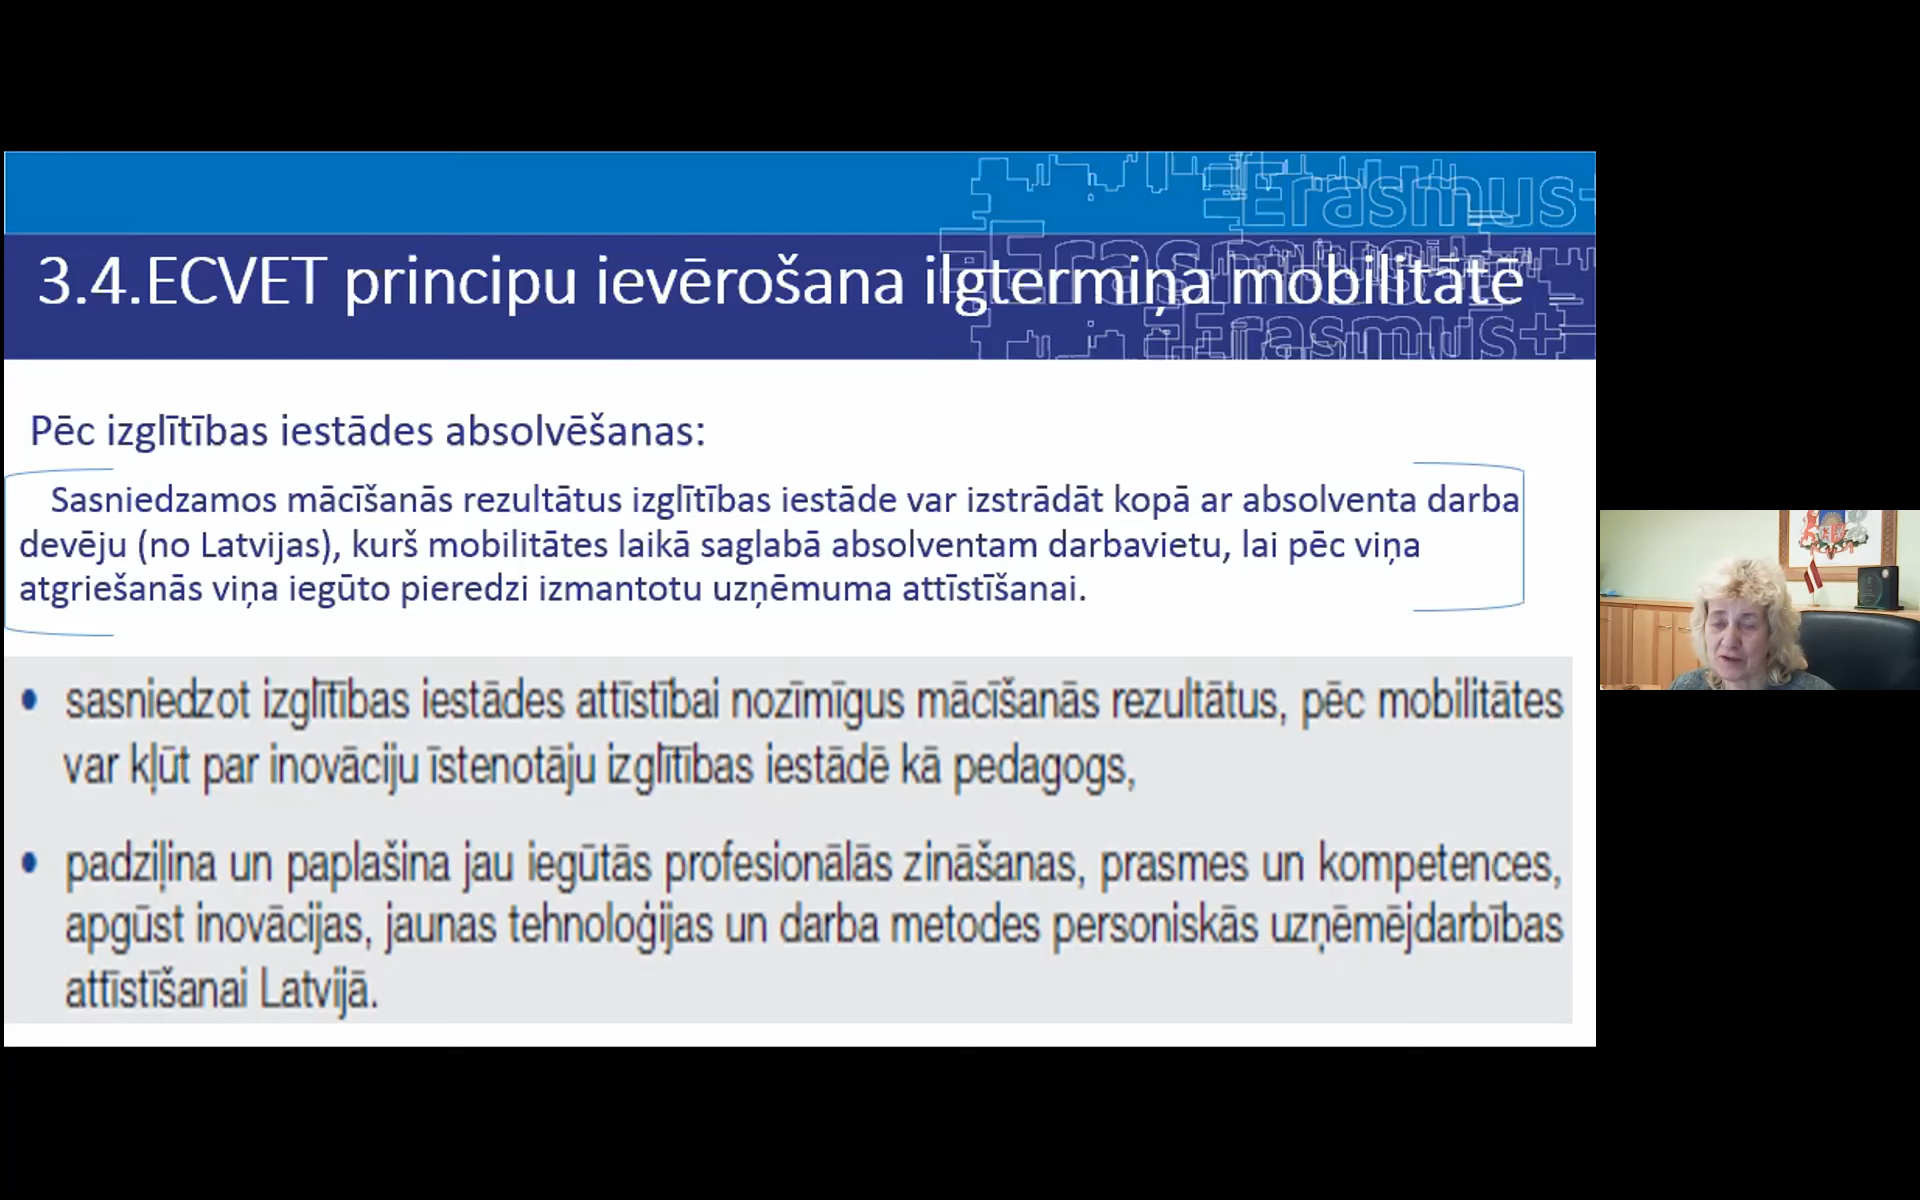 Erasmus+
Erasmus+
3.4.ECVET principu ievērošana ilgtermiņa mobilitātē
Erasmus+
Pēc izglītības iestādes absolvēšanas:
Sasniedzamos mācīšanās rezultātus izglītības iestāde var izstrādāt kopā ar absolventa darba
devēju (no Latvijas), kurš mobilitātes laikā saglabā absolventam darbavietu, lai pēc viņa
atgriešanās viņa iegūto pieredzi izmantotu uzņēmuma attīstīšanai.
• sasniedzot izglītības iestādes attīstībai nozīmīgus mācīšanās rezultātus, pēc mobilitātes
var kļūt par inovāciju īstenotāju izglītības iestādē kā pedagogs,
• padziļina un paplašina jau iegūtās profesionālās zināšanas, prasmes un kompetences,
apgūst inovācijas, jaunas tehnoloģijas un darba metodes personiskās uzņēmējdarbības
attīstīšanai Latvijā.